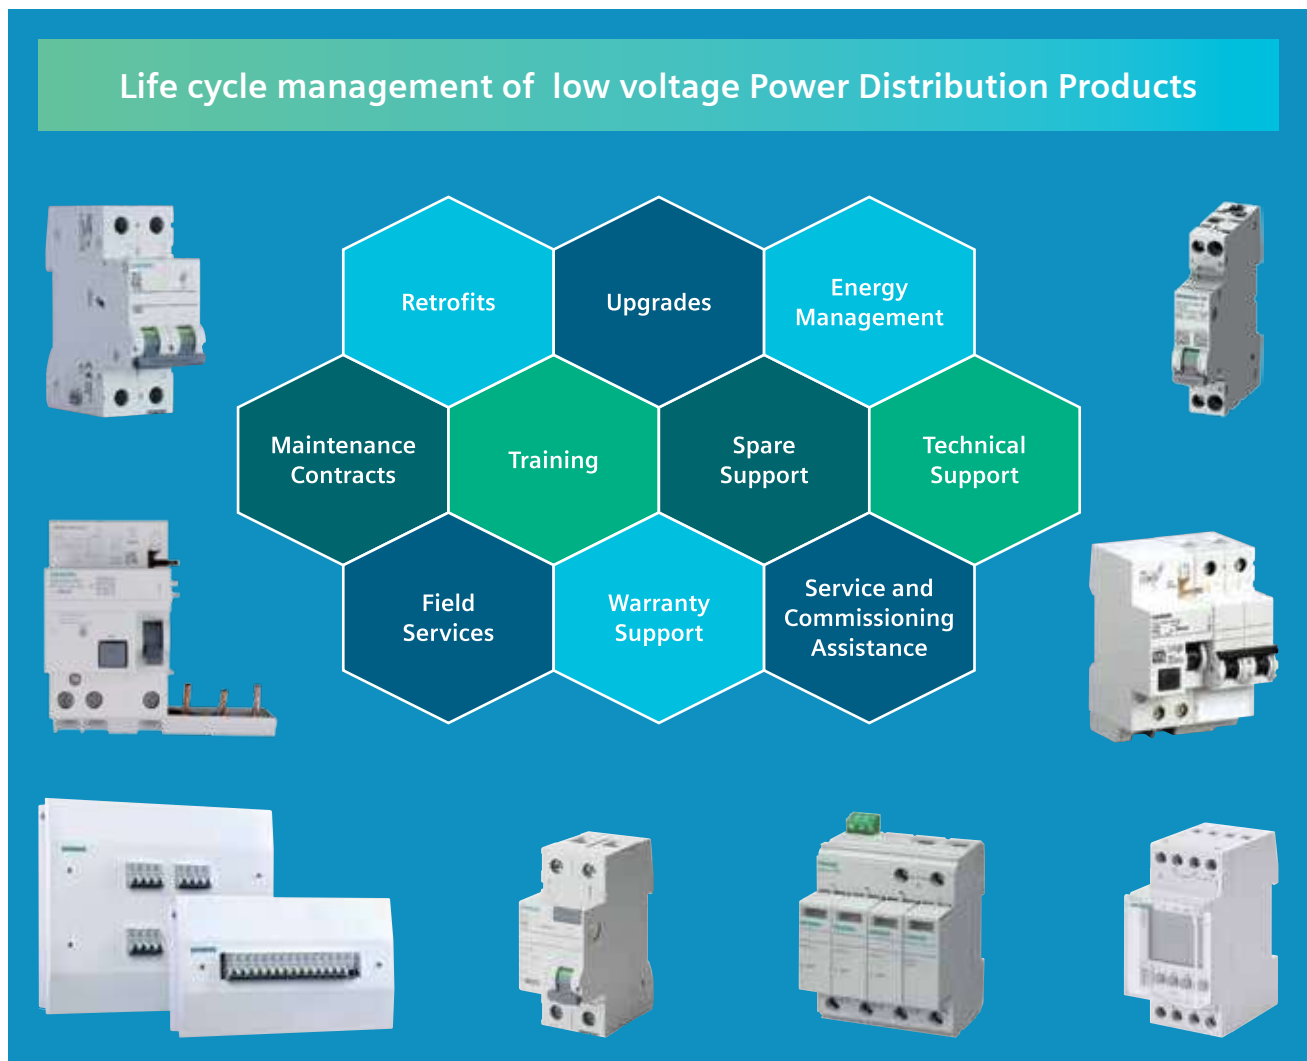 Life cycle management of low voltage Power Distribution Products
Retrofits
Upgrades
Energy
Management
Maintenance
Contracts
Training
Spare
Support
Technical
Support
Field
Services
Warranty
Support
Service and
Commissioning
Assistance